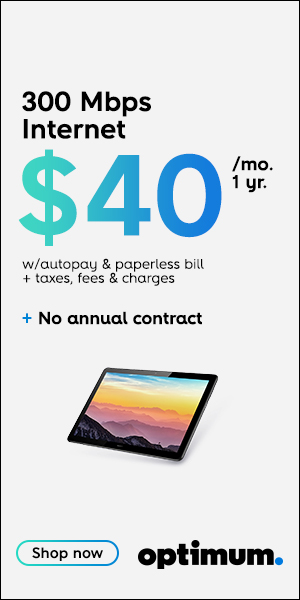 300 Mbps
Internet
$40 /mo.
1 yr.
w/autopay & paperless bill
+ taxes, fees & charges
+ No annual contract
Shop now
optimum.